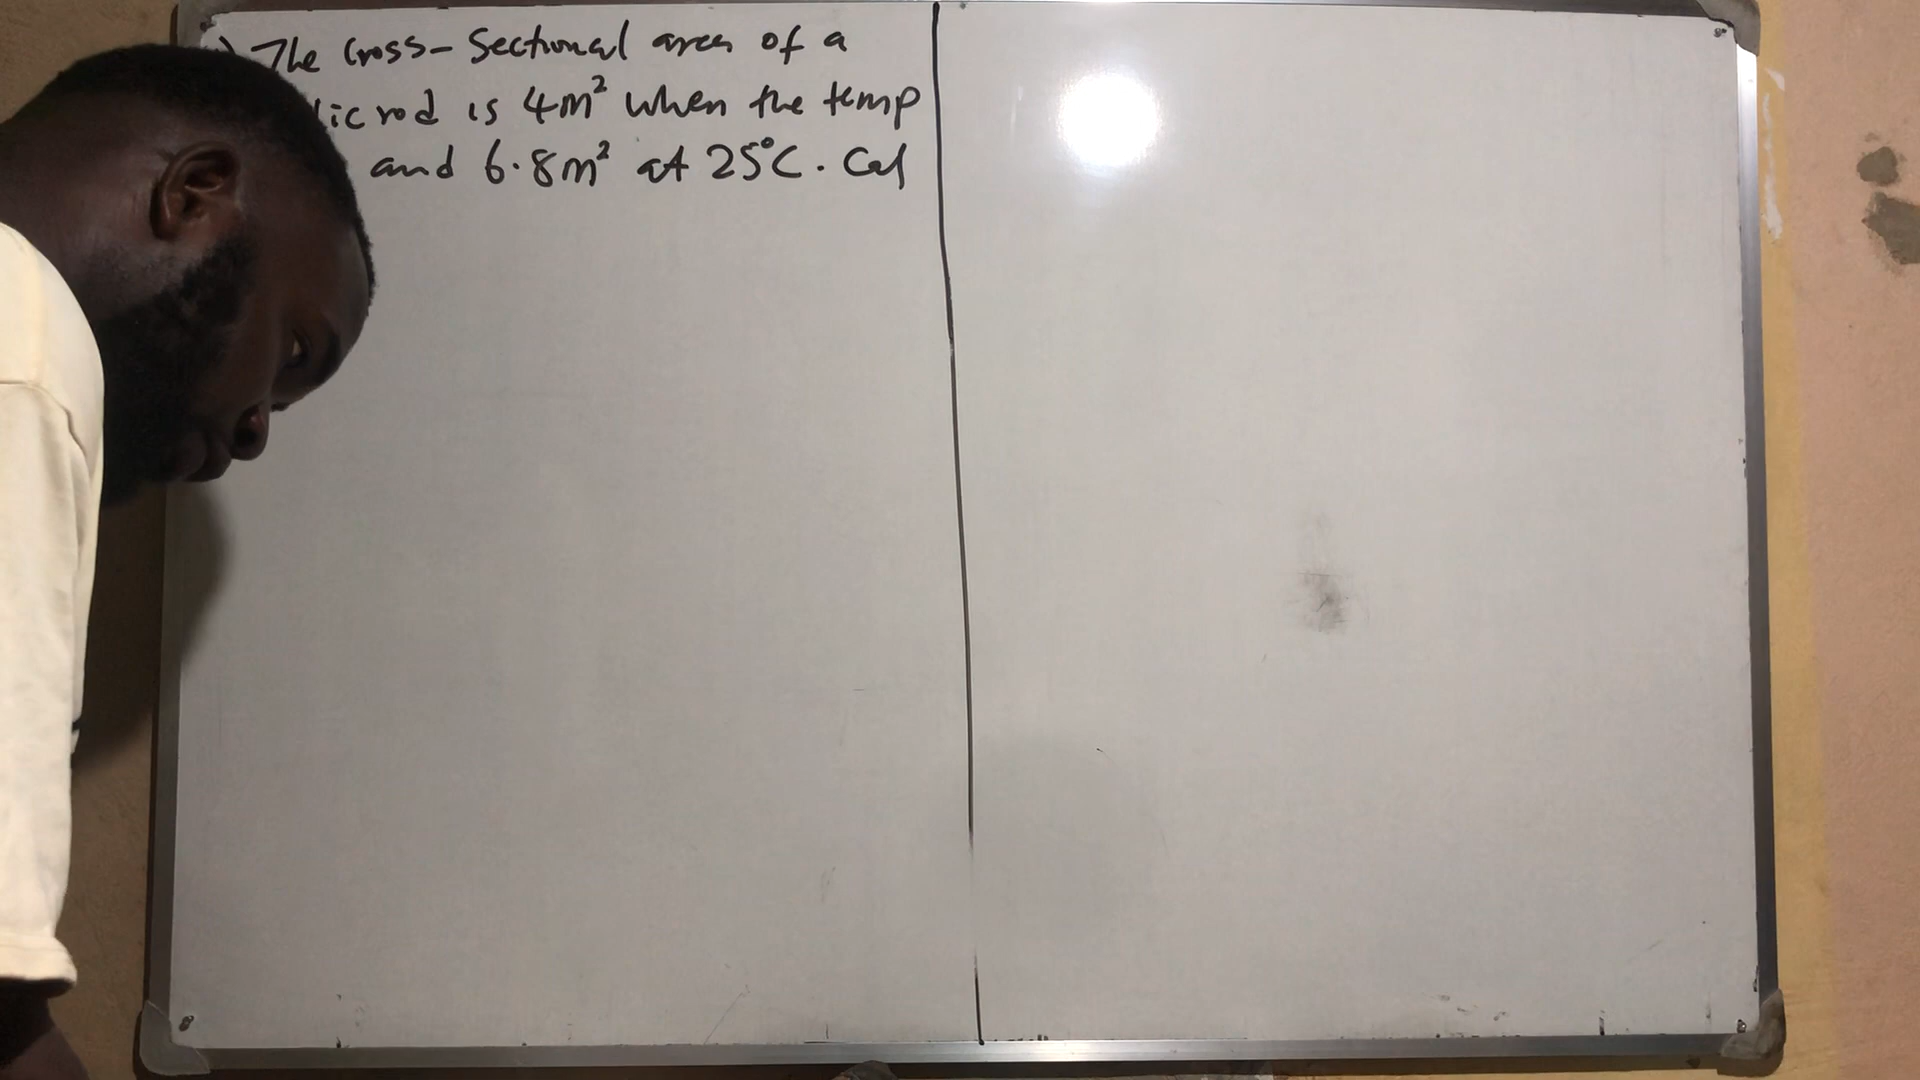 The Cross-Sectional area of a
lic rod is 4m² when the temp
and 6.8m² at 25°C. Cal